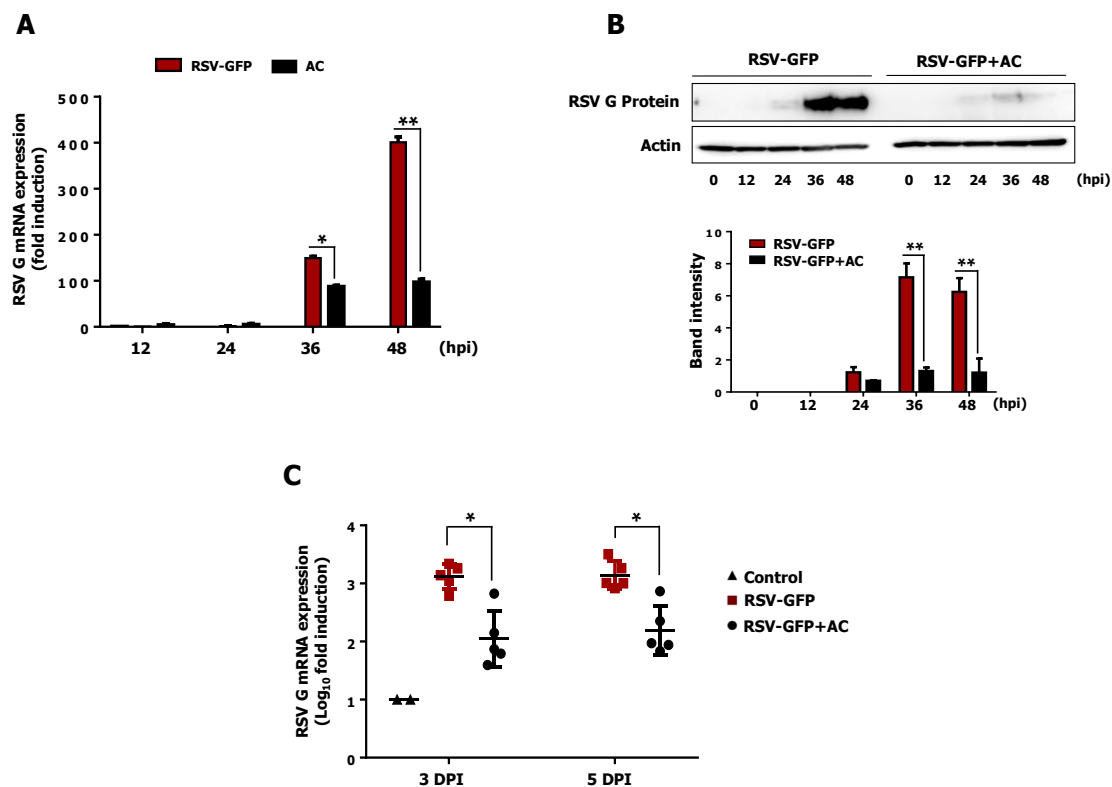 A
RSV-GFP AC
RSV G mRNA expression
(fold induction)
500
400
300
200
100
0
* **
12 24 36 48 (hpi)
B
RSV-GFP RSV-GFP+AC
RSV G Protein
Actin
0 12 24 36 48 0 12 24 36 48 (hpi)
Band intensity
10
8
6
4
2
0
RSV-GFP
RSV-GFP+AC
** **
0 12 24 36 48 (hpi)
C
RSV G mRNA expression
(Log10 fold induction)
4
3
2
1
0
* *
3 DPI 5 DPI
Control
RSV-GFP
RSV-GFP+AC